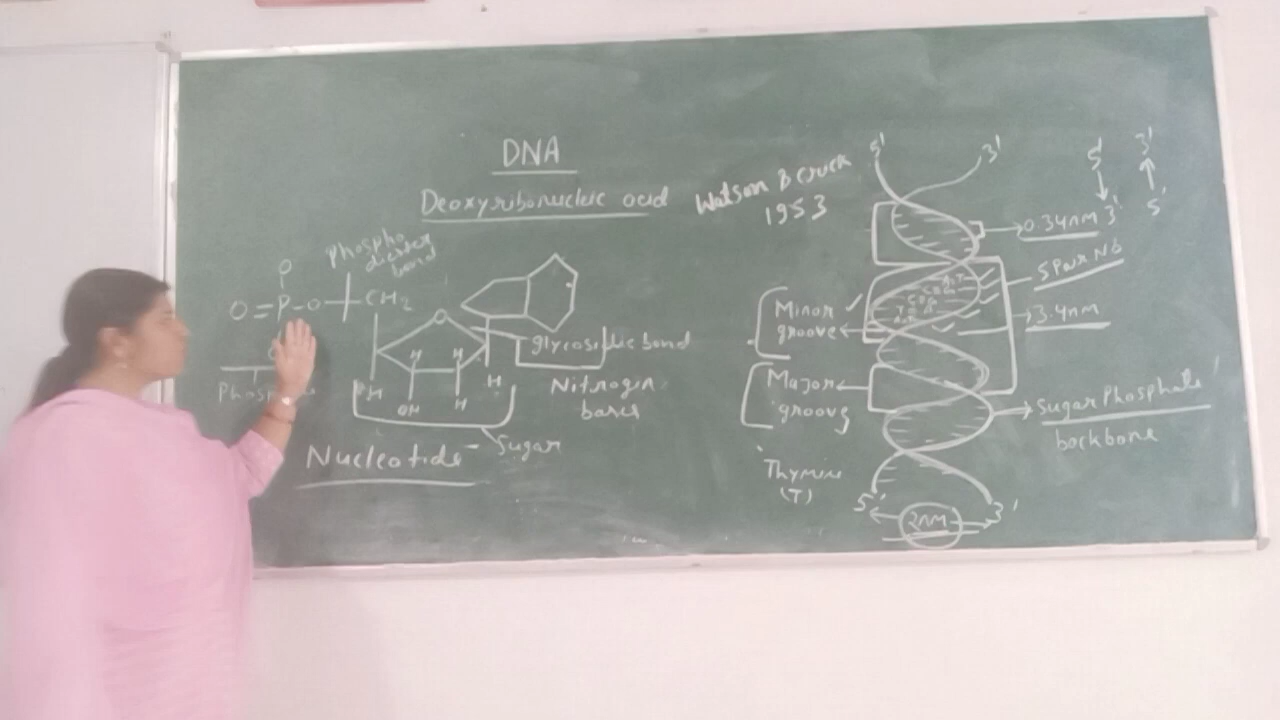 DNA
Deoxyribonucleic acid
Phospho
diester
bond
O
O=P-O-CH2
O
H H
H
OH H
glycosidic bond
Nitrogen
bases
Sugar
Nucleotide
Watson & Crick
1953
5' 3'
5' 3'
3' 5'
0.34nm
3.4nm
Minor
groove
Major
groove
Sugar Phosphate
backbone
Thymine
(T)
5' 3'
2nm